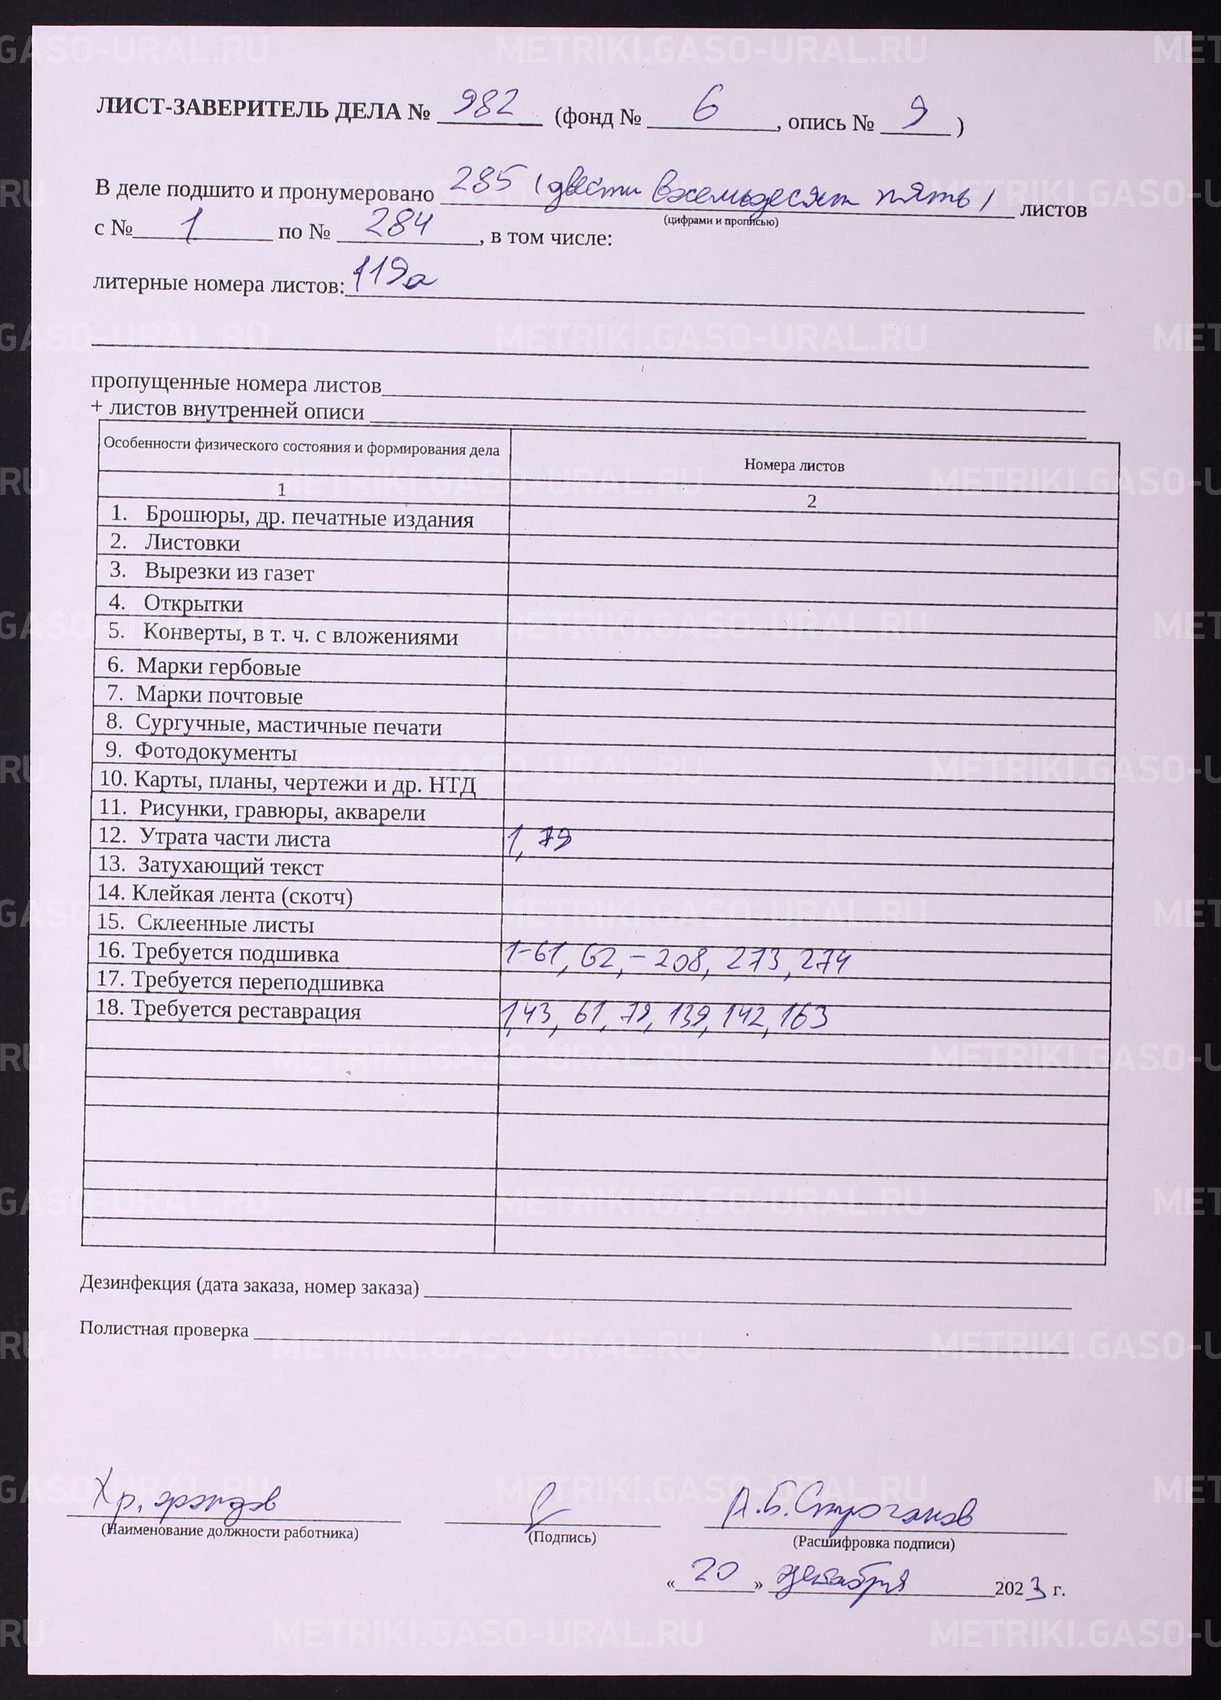 ЛИСТ-ЗАВЕРИТЕЛЬ ДЕЛА № 982 (фонд № 6, опись № 9 )
В деле подшито и пронумеровано 285 (двести восемьдесят пять) листов
(цифрами и прописью)
с № 1 по № 284, в том числе:
литерные номера листов: 119а
пропущенные номера листов
+ листов внутренней описи
Особенности физического состояния и формирования дела Номера листов
1 2
1. Брошюры, др. печатные издания
2. Листовки
3. Вырезки из газет
4. Открытки
5. Конверты, в т. ч. с вложениями
6. Марки гербовые
7. Марки почтовые
8. Сургучные, мастичные печати
9. Фотодокументы
10. Карты, планы, чертежи и др. НТД
11. Рисунки, гравюры, акварели
12. Утрата части листа 1, 79
13. Затухающий текст
14. Клейкая лента (скотч)
15. Склеенные листы
16. Требуется подшивка 1-61, 62, - 208, 273, 274
17. Требуется переподшивка
18. Требуется реставрация 1,43, 61, 79, 139, 142, 163
Дезинфекция (дата заказа, номер заказа)
Полистная проверка
Хр. фондов А.Б.Строганов
(Наименование должности работника) (Подпись) (Расшифровка подписи)
« 20 » декабря 2023 г.
METRIKI.GASO-URAL.RU